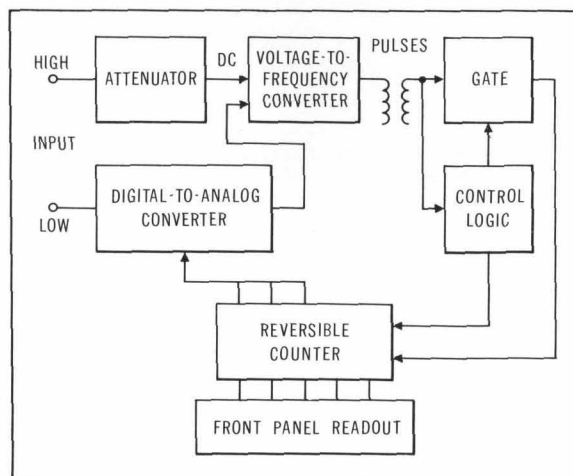 HIGH
ATTENUATOR
DC
VOLTAGE-TO-
FREQUENCY
CONVERTER
PULSES
GATE
INPUT
LOW
DIGITAL-TO-ANALOG
CONVERTER
CONTROL
LOGIC
REVERSIBLE
COUNTER
FRONT PANEL READOUT